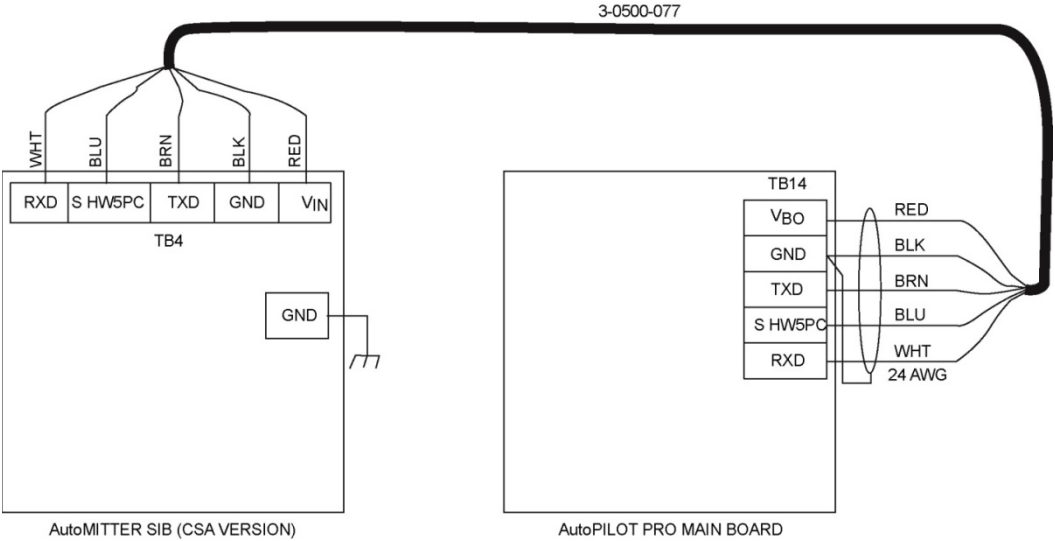 3-0500-077
WHT
BLU
BRN
BLK
RED
RXD
S HW5PC
TXD
GND
VIN
TB4
GND
AutoMITTER SIB (CSA VERSION)
TB14
VBO
RED
GND
BLK
TXD
BRN
S HW5PC
BLU
RXD
WHT
24 AWG
AutoPILOT PRO MAIN BOARD